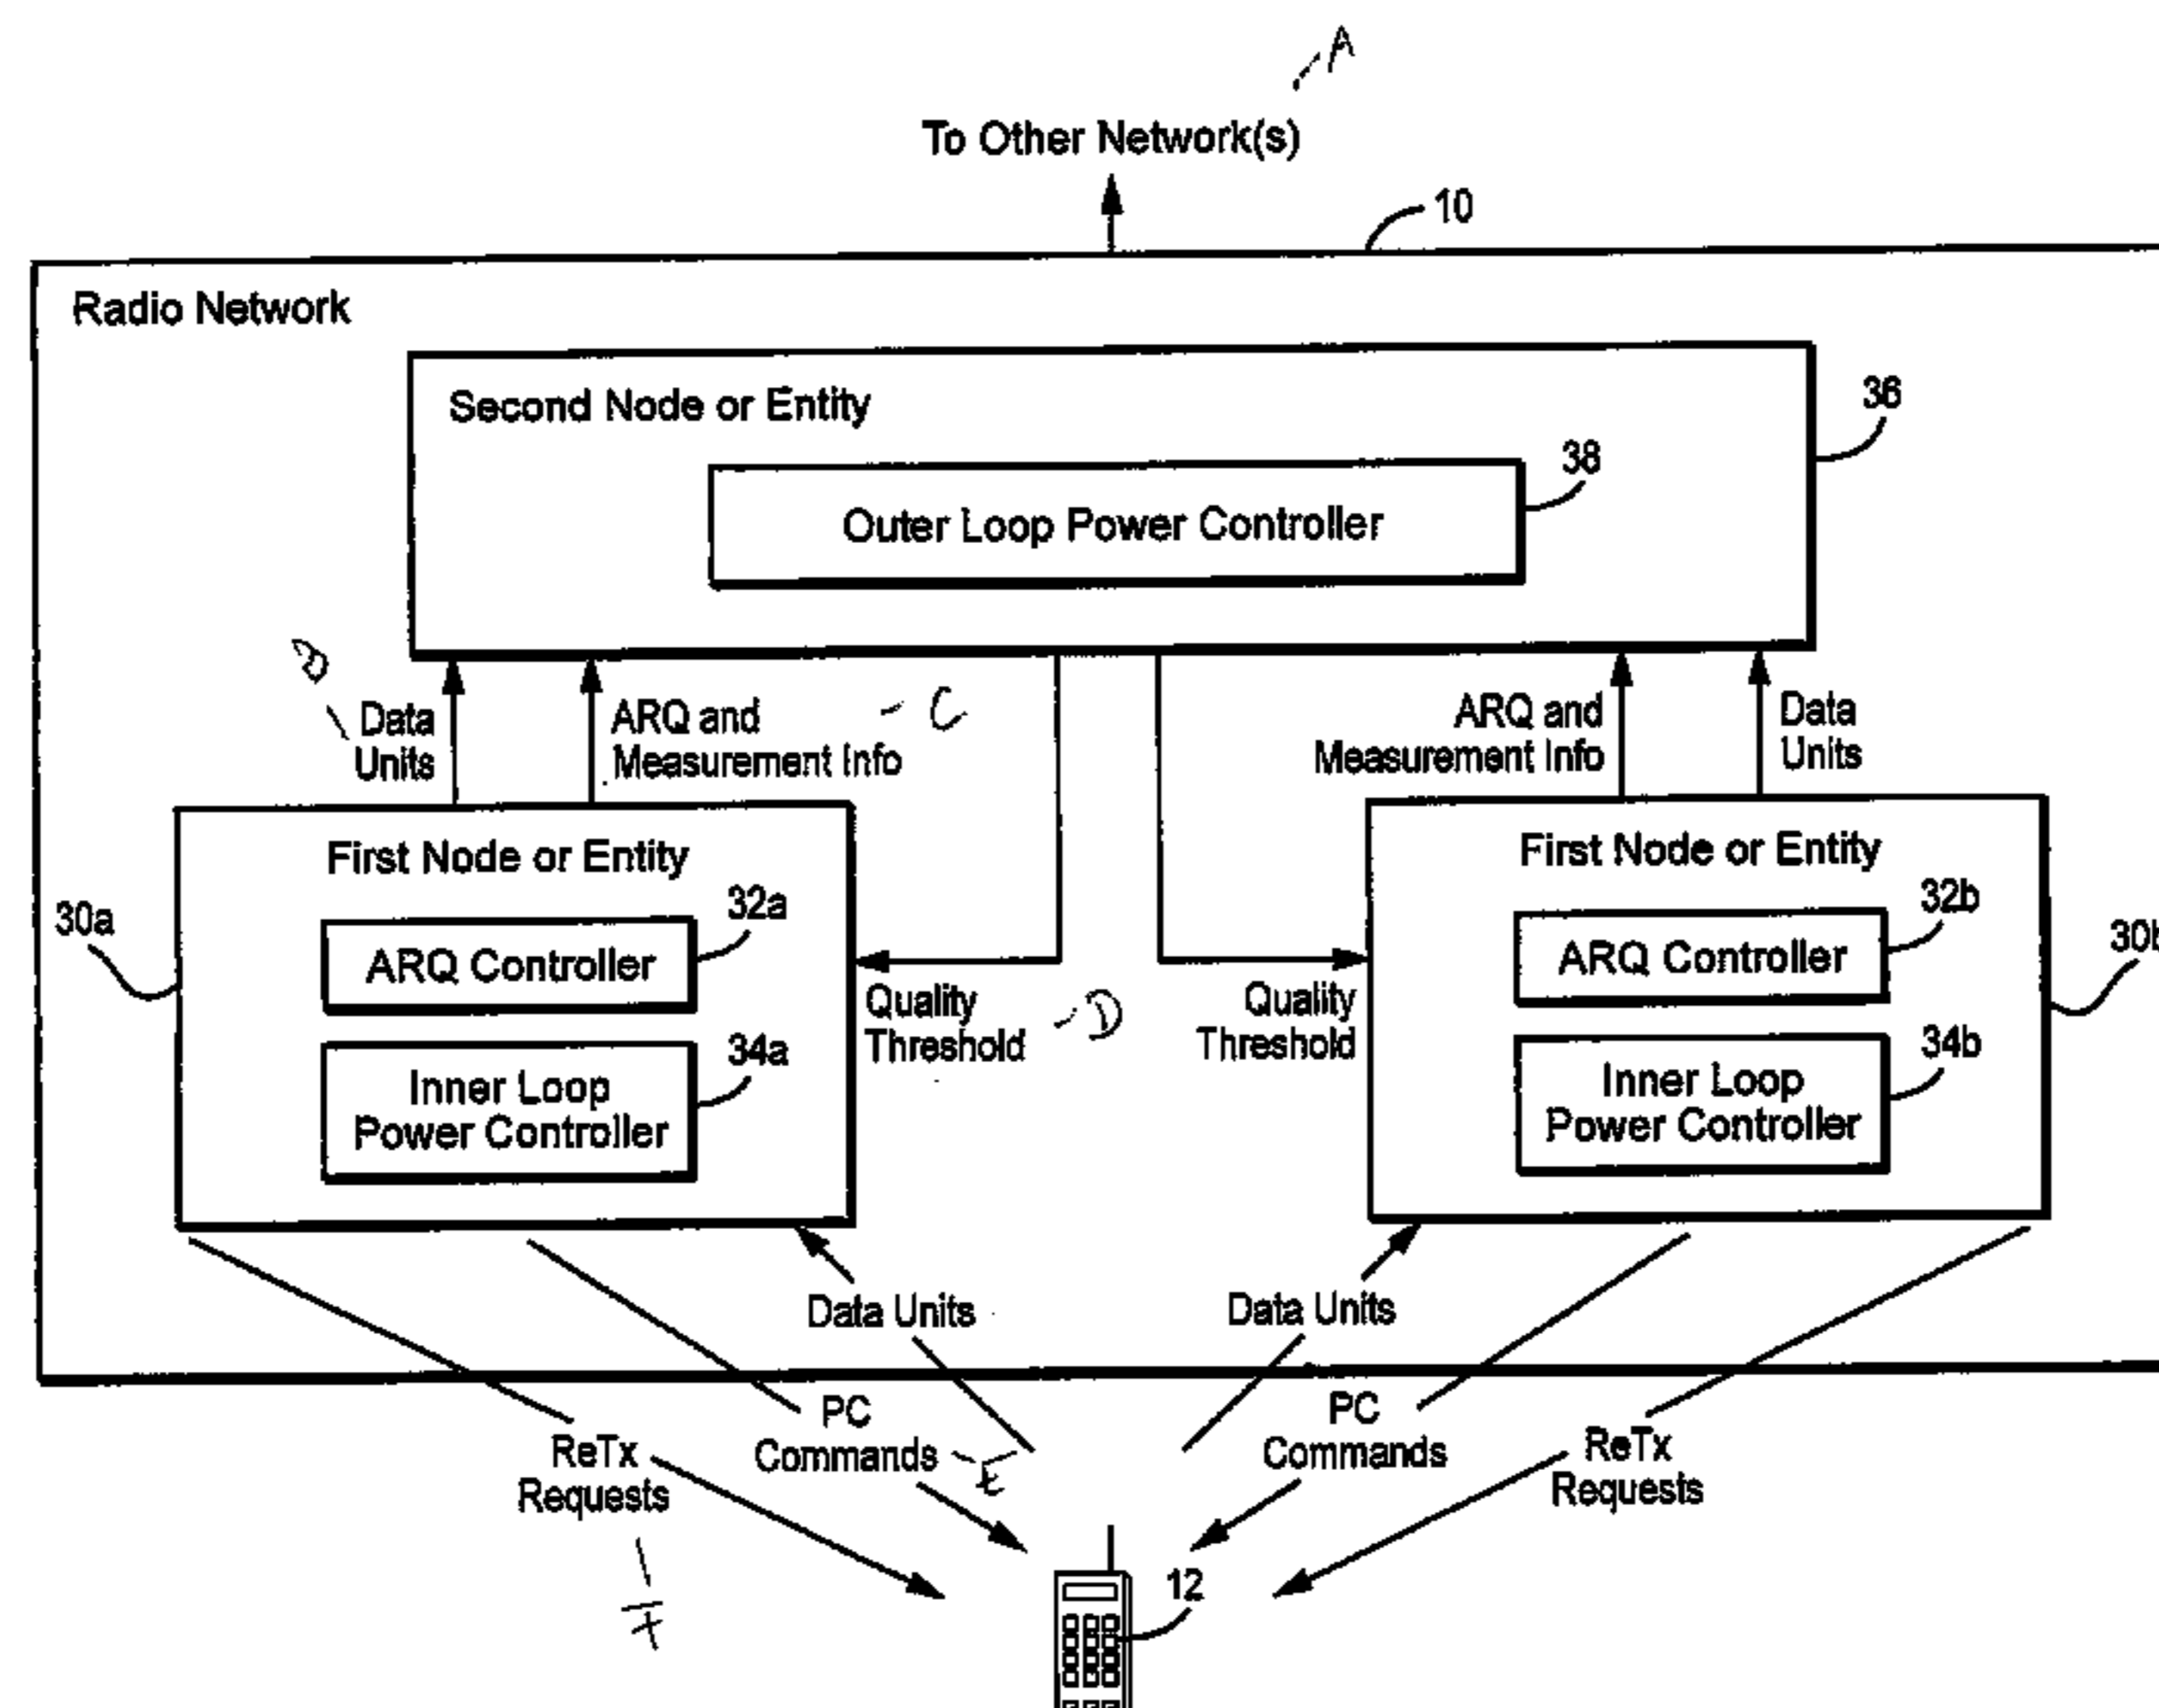 A
To Other Network(s)
10
Radio Network
Second Node or Entity
36
38
Outer Loop Power Controller
Data
Units
ARQ and
Measurement Info
C
ARQ and
Measurement Info
Data
Units
First Node or Entity
30a
32a
ARQ Controller
34a
Inner Loop
Power Controller
Quality
Threshold
D
Quality
Threshold
First Node or Entity
32b
30b
ARQ Controller
34b
Inner Loop
Power Controller
Data Units
Data Units
ReTx
Requests
PC
Commands
E
PC
Commands
ReTx
Requests
F
12